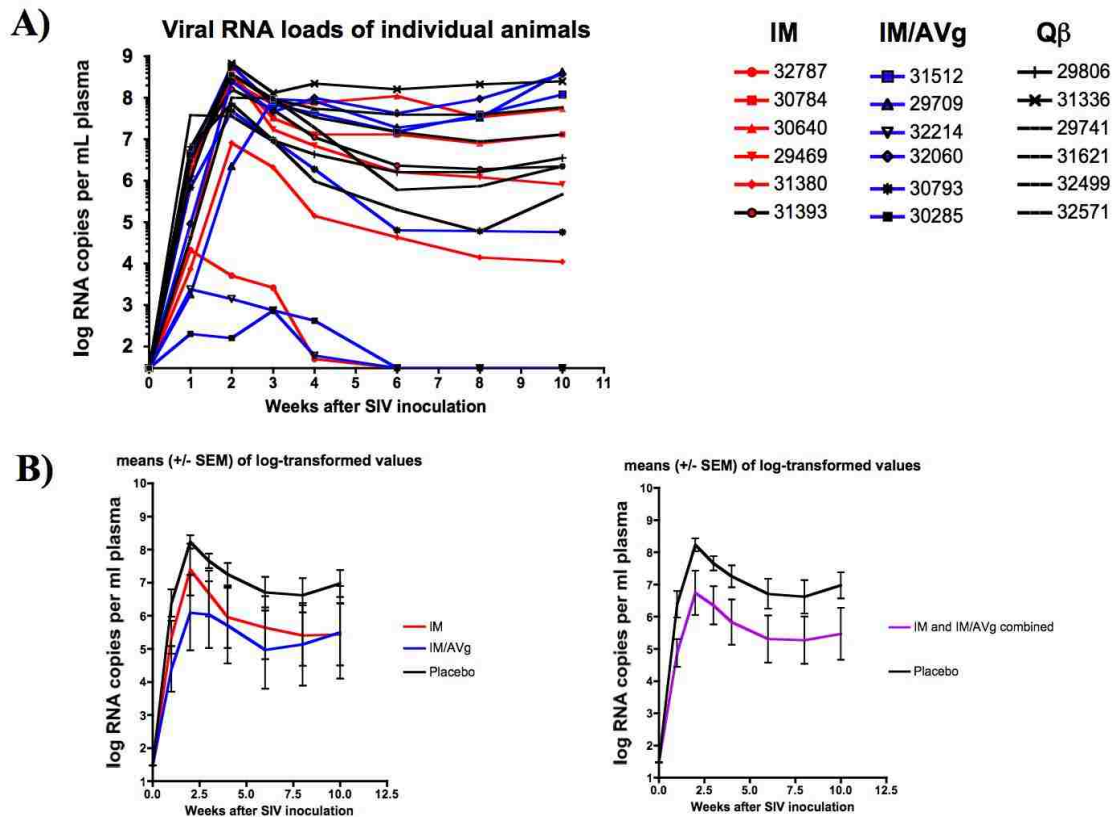 A)
Viral RNA loads of individual animals
log RNA copies per mL plasma
9
8
7
6
5
4
3
2
0 1 2 3 4 6 8 10 11
Weeks after SIV inoculation
IM
32787
30784
30640
29469
31380
31393
IM/AVg
31512
29709
32214
32060
30793
30285
Qβ
29806
31336
29741
31621
32499
32571
B)
means (+/- SEM) of log-transformed values
log RNA copies per ml plasma
10
9
8
7
6
5
4
3
2
1
0.0 2.5 5.0 7.5 10.0 12.5
Weeks after SIV inoculation
IM
IM/AVg
Placebo
means (+/- SEM) of log-transformed values
log RNA copies per ml plasma
10
9
8
7
6
5
4
3
2
1
0.0 2.5 5.0 7.5 10.0 12.5
Weeks after SIV inoculation
IM and IM/AVg combined
Placebo